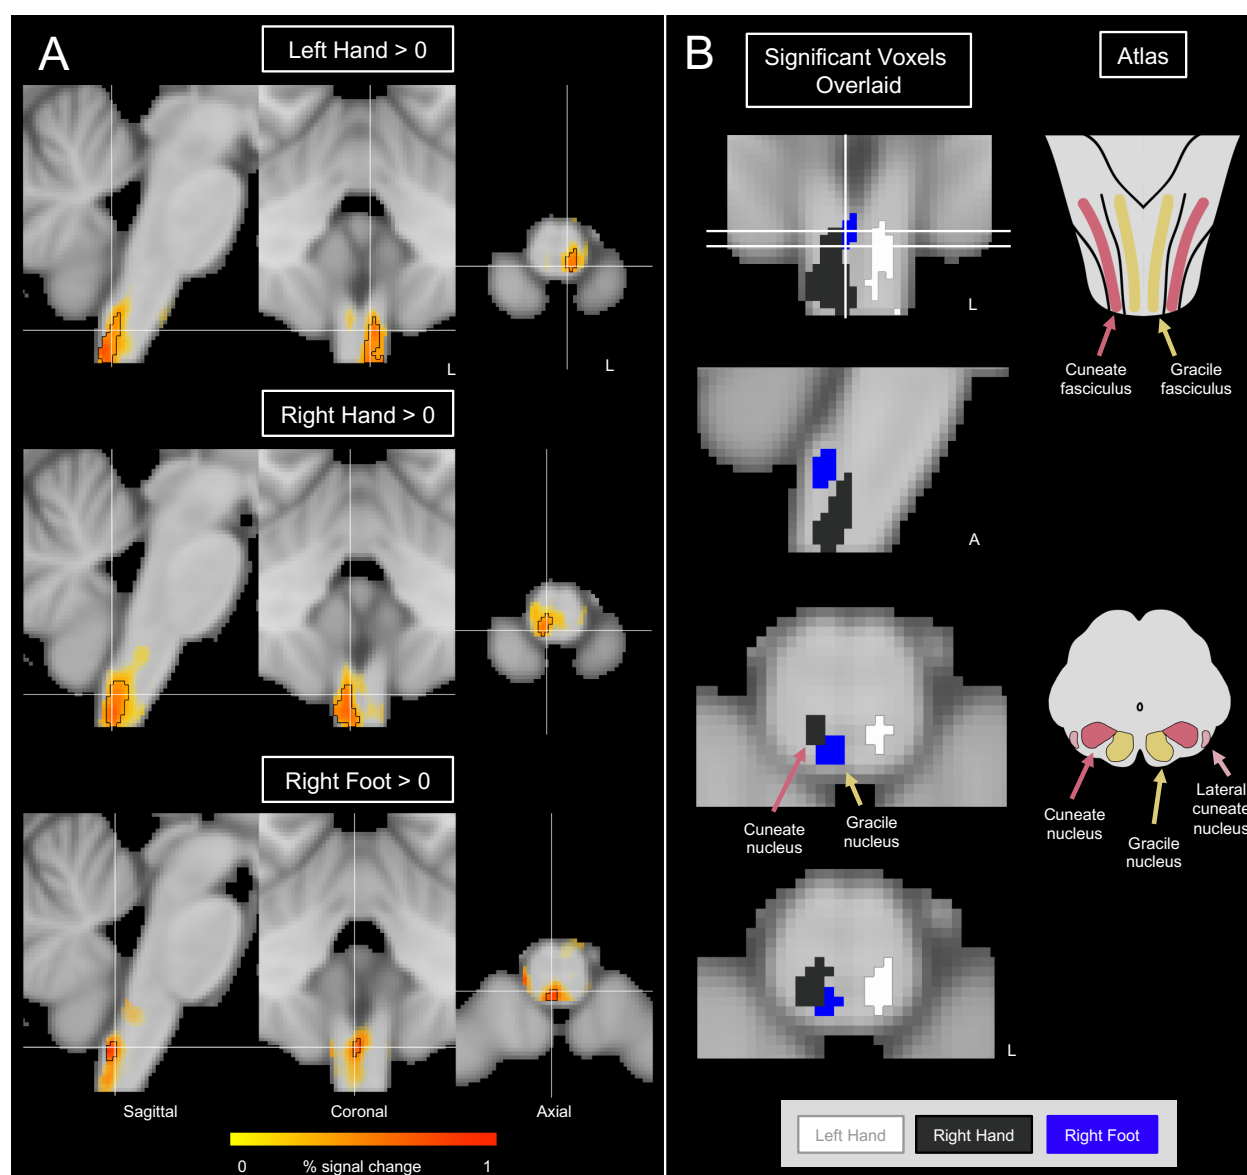 A
Left Hand > 0
L
L
Right Hand > 0
Right Foot > 0
Sagittal
Coronal
Axial
0
% signal change
1
B
Significant Voxels
Overlaid
Atlas
L
Cuneate
fasciculus
Gracile
fasciculus
A
Cuneate
nucleus
Gracile
nucleus
Cuneate
nucleus
Gracile
nucleus
Lateral
cuneate
nucleus
L
Left Hand
Right Hand
Right Foot